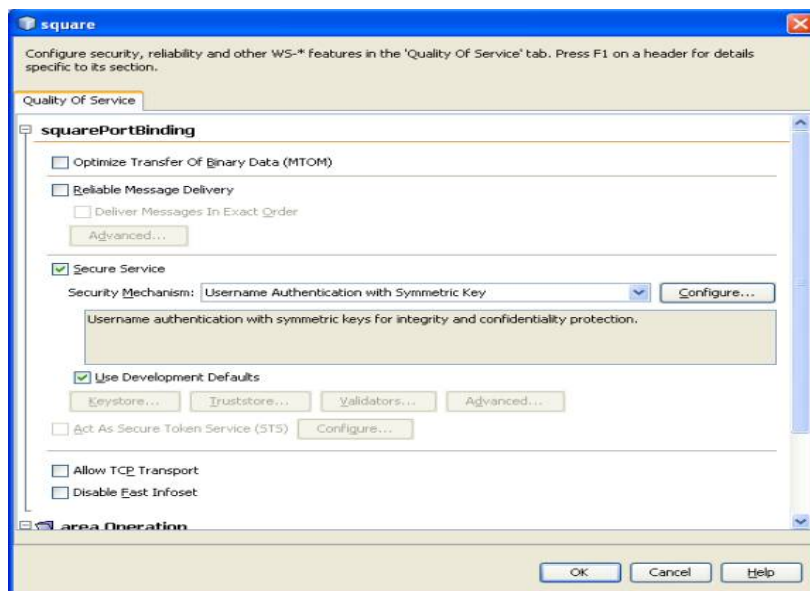 square
Configure security, reliability and other WS-* features in the 'Quality Of Service' tab. Press F1 on a header for details
specific to its section.
Quality Of Service
squarePortBinding
Optimize Transfer Of Binary Data (MTOM)
Reliable Message Delivery
Deliver Messages In Exact Order
Advanced...
Secure Service
Security Mechanism: Username Authentication with Symmetric Key Configure...
Username authentication with symmetric keys for integrity and confidentiality protection.
Use Development Defaults
Keystore... Truststore... Validators... Advanced...
Act As Secure Token Service (STS) Configure...
Allow TCP Transport
Disable Fast Infoset
area Operation
OK Cancel Help